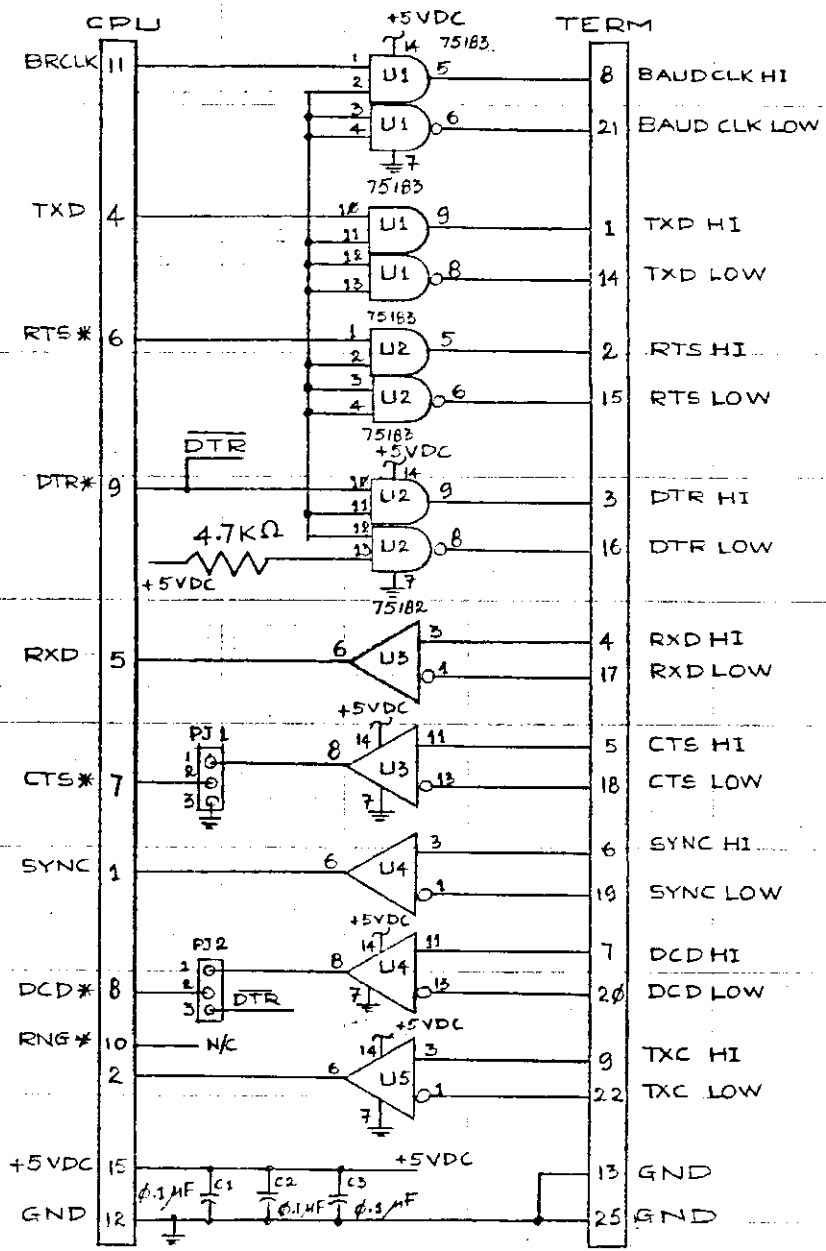 CPU
+5VDC
TERM
14
75183
BRCLK 11
1
2
U1
5
8 BAUD CLK HI
3
4
U1
6
21 BAUD CLK LOW
7
75183
TXD 4
10
11
U1
9
1 TXD HI
12
13
U1
8
14 TXD LOW
75183
RTS* 6
1
2
U2
5
2 RTS HI
3
4
U2
6
15 RTS LOW
75183
+5VDC
14
DTR
DTR* 9
10
11
U2
9
3 DTR HI
4.7KΩ
12
13
U2
8
16 DTR LOW
+5VDC
7
75182
RXD 5
6
U3
3
4 RXD HI
1
17 RXD LOW
+5VDC
14
PJ1
1
2
3
CTS* 7
8
U3
11
5 CTS HI
13
18 CTS LOW
7
SYNC 1
6
U4
3
6 SYNC HI
1
19 SYNC LOW
+5VDC
14
PJ2
1
2
3
DCD* 8
DTR
8
U4
11
7 DCD HI
13
20 DCD LOW
7
RNG* 10 N/C
+5VDC
14
2
6
U5
3
9 TXC HI
1
22 TXC LOW
7
+5VDC 15
+5VDC
13 GND
0.1µF C1
C2 0.1µF
C3 0.1µF
GND 12
25 GND